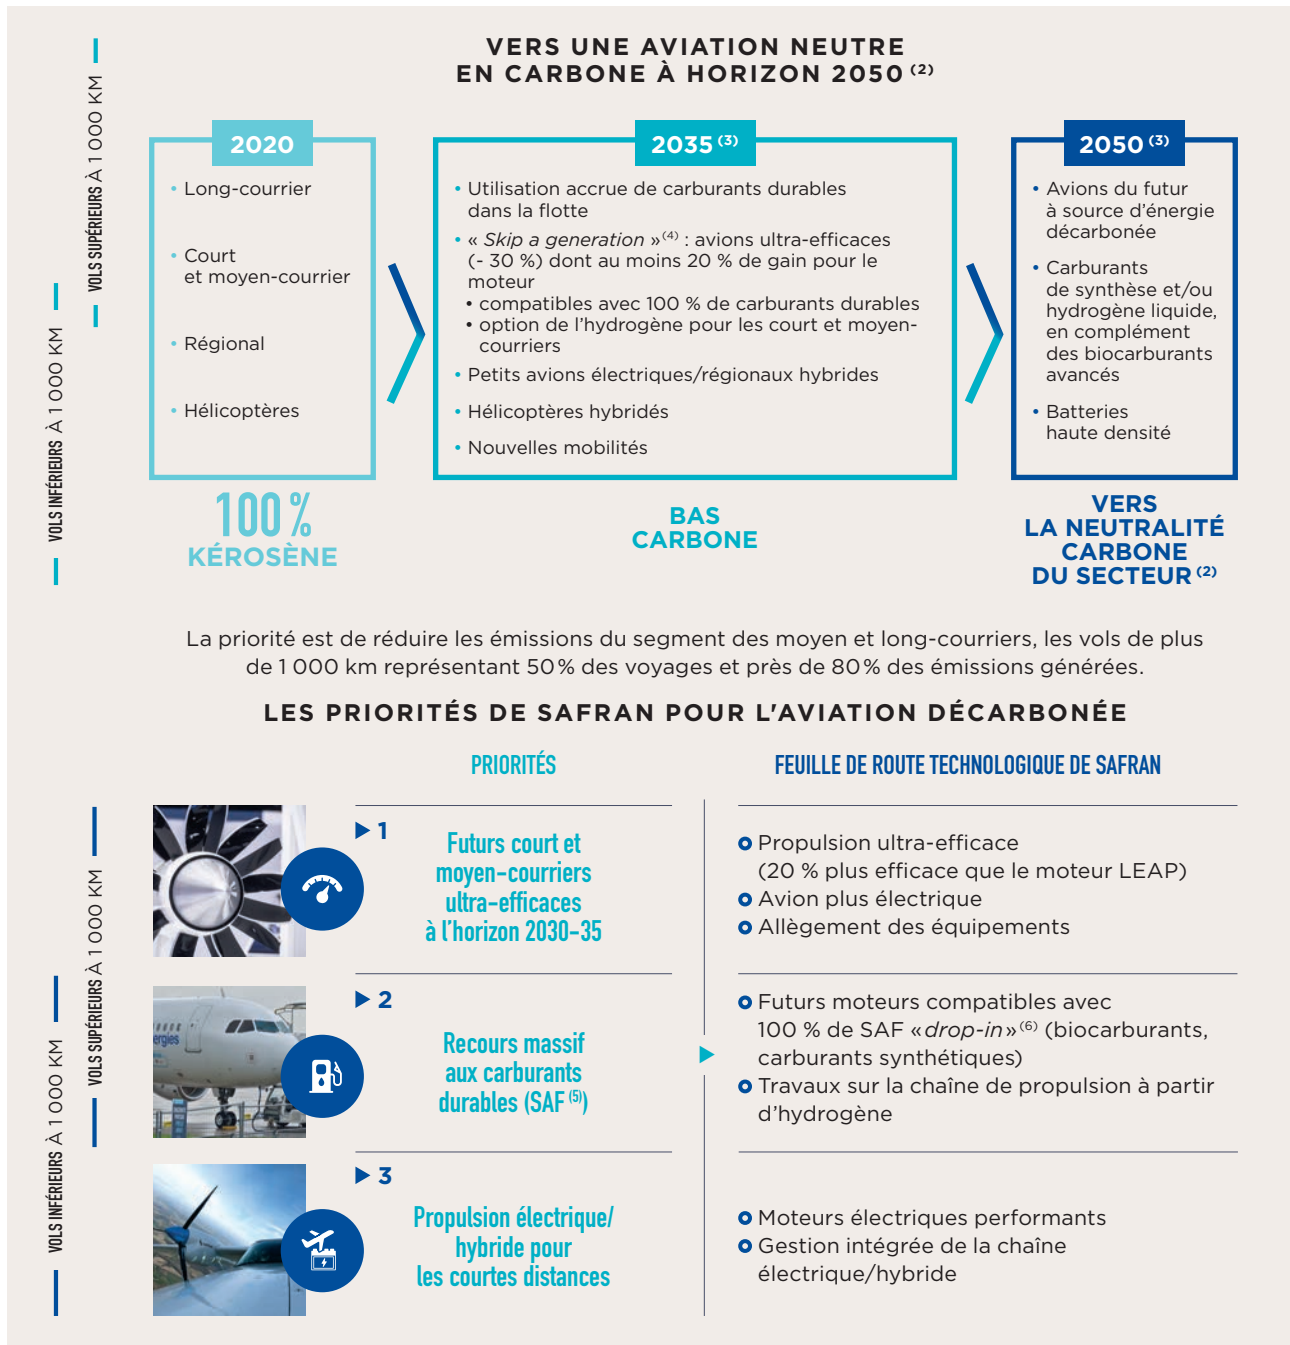 VERS UNE AVIATION NEUTRE
EN CARBONE À HORIZON 2050 (2)
VOLS SUPÉRIEURS À 1 000 KM
VOLS INFÉRIEURS À 1 000 KM
2020
• Long-courrier
• Court
et moyen-courrier
• Régional
• Hélicoptères
100 %
KÉROSÈNE
2035 (3)
• Utilisation accrue de carburants durables
dans la flotte
• « Skip a generation »(4) : avions ultra-efficaces
(- 30 %) dont au moins 20 % de gain pour le
moteur
• compatibles avec 100 % de carburants durables
• option de l'hydrogène pour les court et moyen-
courriers
• Petits avions électriques/régionaux hybrides
• Hélicoptères hybridés
• Nouvelles mobilités
BAS
CARBONE
2050 (3)
• Avions du futur
à source d'énergie
décarbonée
• Carburants
de synthèse et/ou
hydrogène liquide,
en complément
des biocarburants
avancés
• Batteries
haute densité
VERS
LA NEUTRALITÉ
CARBONE
DU SECTEUR (2)
La priorité est de réduire les émissions du segment des moyen et long-courriers, les vols de plus
de 1 000 km représentant 50 % des voyages et près de 80 % des émissions générées.
LES PRIORITÉS DE SAFRAN POUR L'AVIATION DÉCARBONÉE
VOLS SUPÉRIEURS À 1 000 KM
VOLS INFÉRIEURS À 1 000 KM
PRIORITÉS
FEUILLE DE ROUTE TECHNOLOGIQUE DE SAFRAN
1
Futurs court et
moyen-courriers
ultra-efficaces
à l'horizon 2030-35
Propulsion ultra-efficace
(20 % plus efficace que le moteur LEAP)
Avion plus électrique
Allègement des équipements
ergies
2
Recours massif
aux carburants
durables (SAF (5))
Futurs moteurs compatibles avec
100 % de SAF « drop-in » (6) (biocarburants,
carburants synthétiques)
Travaux sur la chaîne de propulsion à partir
d'hydrogène
3
Propulsion électrique/
hybride pour
les courtes distances
Moteurs électriques performants
Gestion intégrée de la chaîne
électrique/hybride